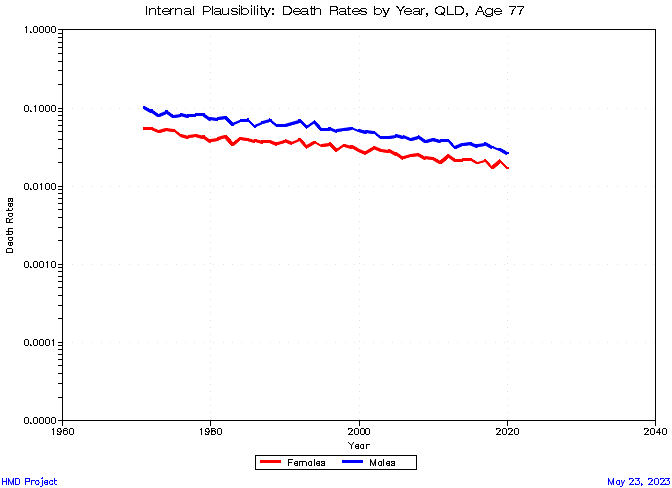 Internal Plausibility: Death Rates by Year, QLD, Age 77
1.0000
0.1000
0.0100
0.0010
0.0001
0.0000
Death Rates
1960
1980
2000
2020
2040
Year
Females
Males
HMD Project
May 23, 2023